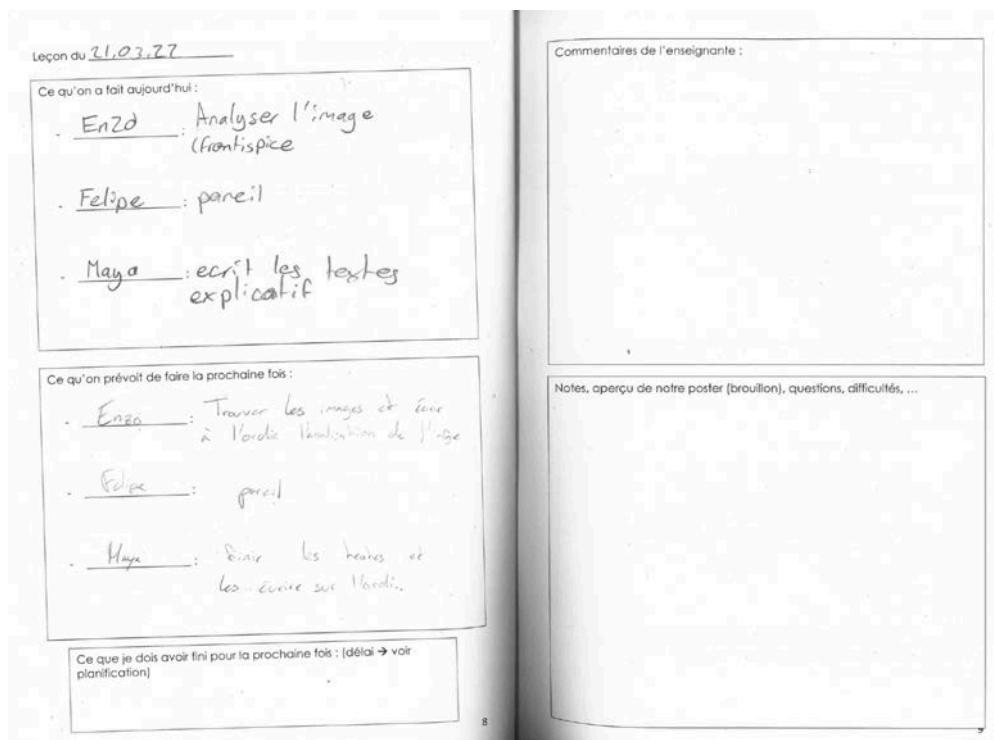 Leçon du 21.03.22
Ce qu'on a fait aujourd'hui :
- Enzo : Analyser l'image
(frontispice
- Felipe : pareil
- Maya : ecrit les textes
explicatif
Ce qu'on prévoit de faire la prochaine fois :
- Enzo : Trouver les images et
à l'ordi de l'image
- Felipe : pareil
- Maya : finir les textes et
les écrire sur l'ordi.
Ce que je dois avoir fini pour la prochaine fois : (délai → voir
planification)
8
Commentaires de l'enseignante :
Notes, aperçu de notre poster (brouillon), questions, difficultés, ...
9